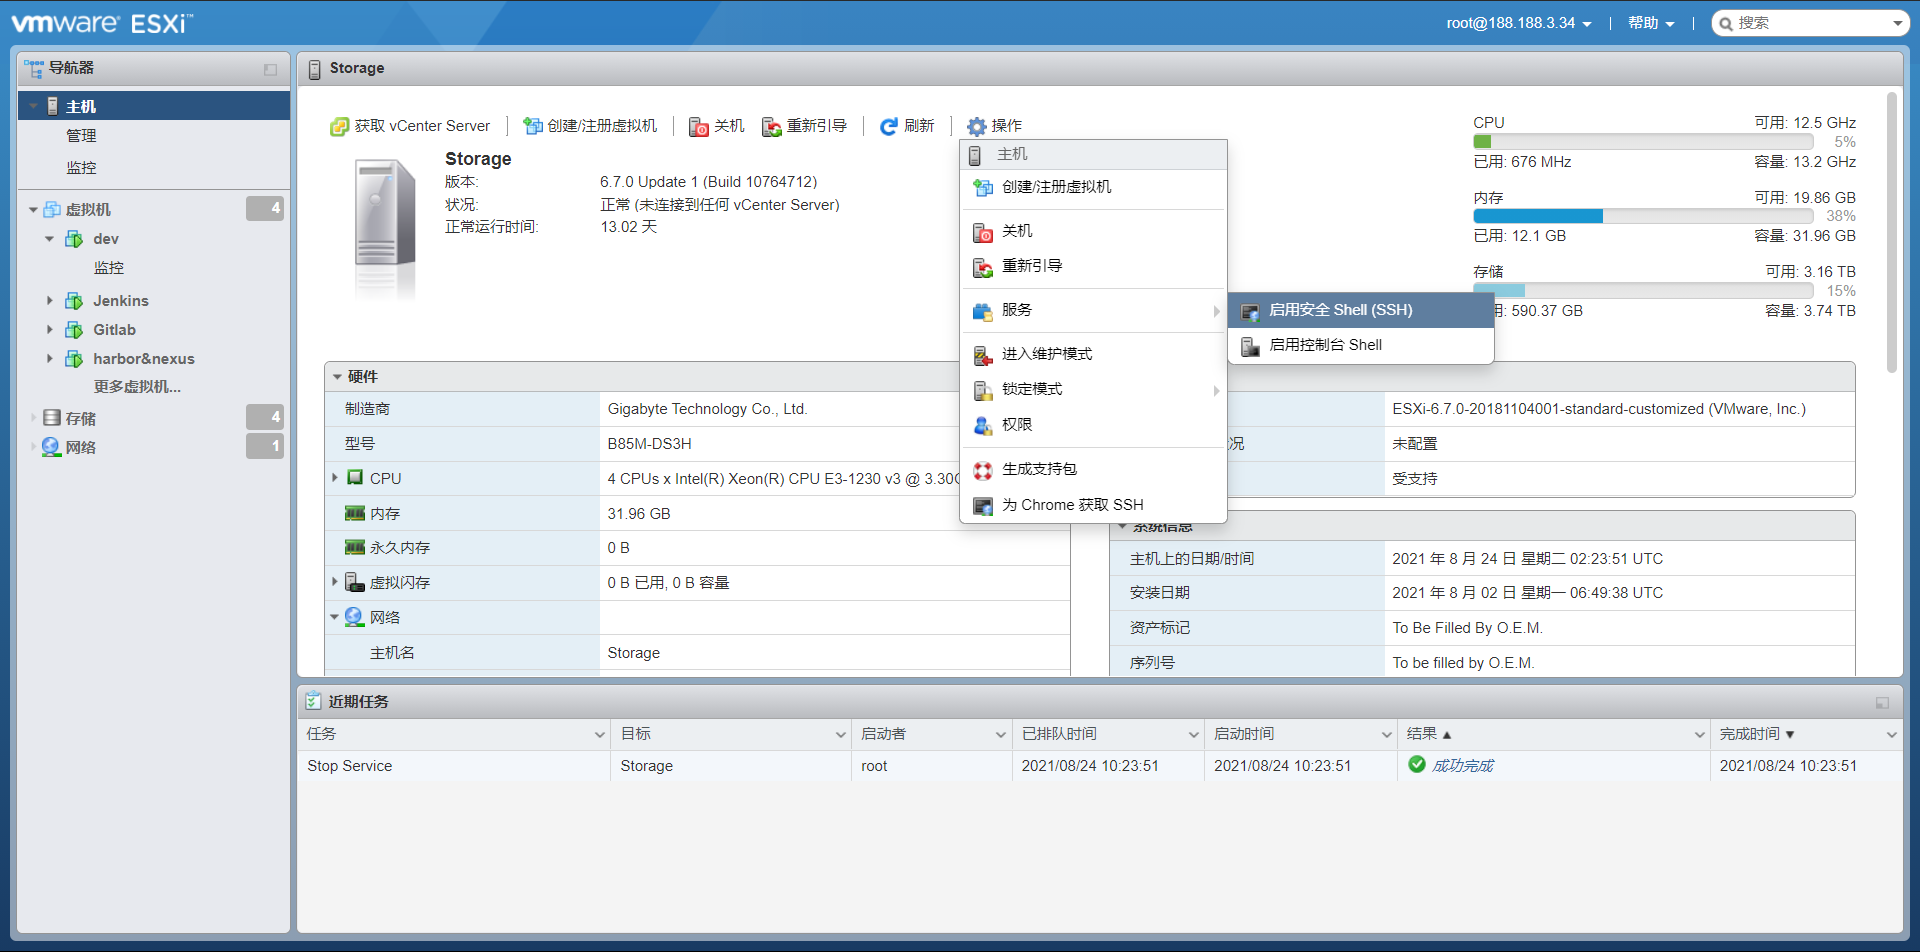 vmware ESXi™
root@188.188.3.34
帮助
搜索
导航器
主机
管理
监控
虚拟机
4
dev
监控
Jenkins
Gitlab
harbor&nexus
更多虚拟机...
存储
4
网络
1
Storage
获取 vCenter Server
创建/注册虚拟机
关机
重新引导
刷新
操作
Storage
版本:
6.7.0 Update 1 (Build 10764712)
状况:
正常 (未连接到任何 vCenter Server)
正常运行时间:
13.02 天
主机
创建/注册虚拟机
关机
重新引导
服务
进入维护模式
锁定模式
权限
生成支持包
为 Chrome 获取 SSH
启用安全 Shell (SSH)
启用控制台 Shell
CPU
可用: 12.5 GHz
5%
已用: 676 MHz
容量: 13.2 GHz
内存
可用: 19.86 GB
38%
已用: 12.1 GB
容量: 31.96 GB
存储
可用: 3.16 TB
15%
用: 590.37 GB
容量: 3.74 TB
硬件
制造商
Gigabyte Technology Co., Ltd.
型号
B85M-DS3H
CPU
4 CPUs x Intel(R) Xeon(R) CPU E3-1230 v3 @ 3.30
内存
31.96 GB
永久内存
0 B
虚拟闪存
0 B 已用, 0 B 容量
网络
主机名
Storage
ESXi-6.7.0-20181104001-standard-customized (VMware, Inc.)
况
未配置
受支持
系统信息
主机上的日期/时间
2021 年 8 月 24 日 星期二 02:23:51 UTC
安装日期
2021 年 8 月 02 日 星期一 06:49:38 UTC
资产标记
To Be Filled By O.E.M.
序列号
To be filled by O.E.M.
近期任务
任务
目标
启动者
已排队时间
启动时间
结果
完成时间
Stop Service
Storage
root
2021/08/24 10:23:51
2021/08/24 10:23:51
成功完成
2021/08/24 10:23:51